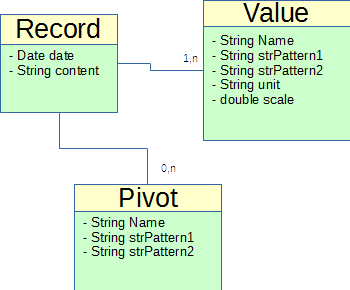 Record
- Date date
- String content
1,n
Value
- String Name
- String strPattern1
- String strPattern2
- String unit
- double scale
0,n
Pivot
- String Name
- String strPattern1
- String strPattern2